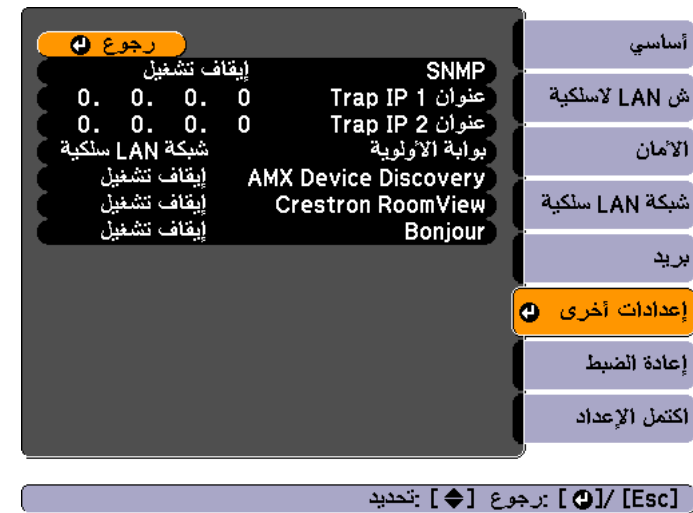 أساسي
ش LAN لاسلكية
الأمان
شبكة LAN سلكية
بريد
إعدادات أخرى
إعادة الضبط
اكتمل الإعداد
رجوع
SNMP إيقاف تشغيل
عنوان Trap IP 1 0. 0. 0. 0
عنوان Trap IP 2 0. 0. 0. 0
بوابة الأولوية شبكة LAN سلكية
AMX Device Discovery إيقاف تشغيل
Crestron RoomView إيقاف تشغيل
Bonjour إيقاف تشغيل
[Esc] /[ ] :رجوع [ ] :تحديد